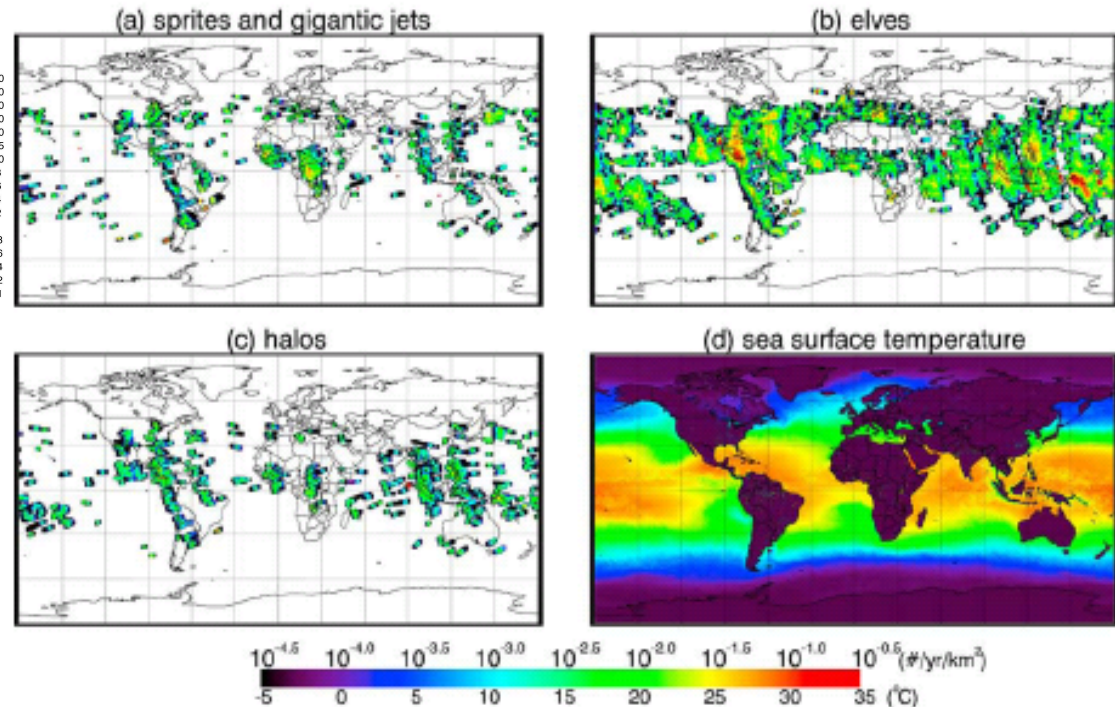 (a) sprites and gigantic jets
(b) elves
(c) halos
(d) sea surface temperature
10^-4.5 10^-4.0 10^-3.5 10^-3.0 10^-2.5 10^-2.0 10^-1.5 10^-1.0 10^-0.5 (#/yr/km²)
-5 0 5 10 15 20 25 30 35 (°C)